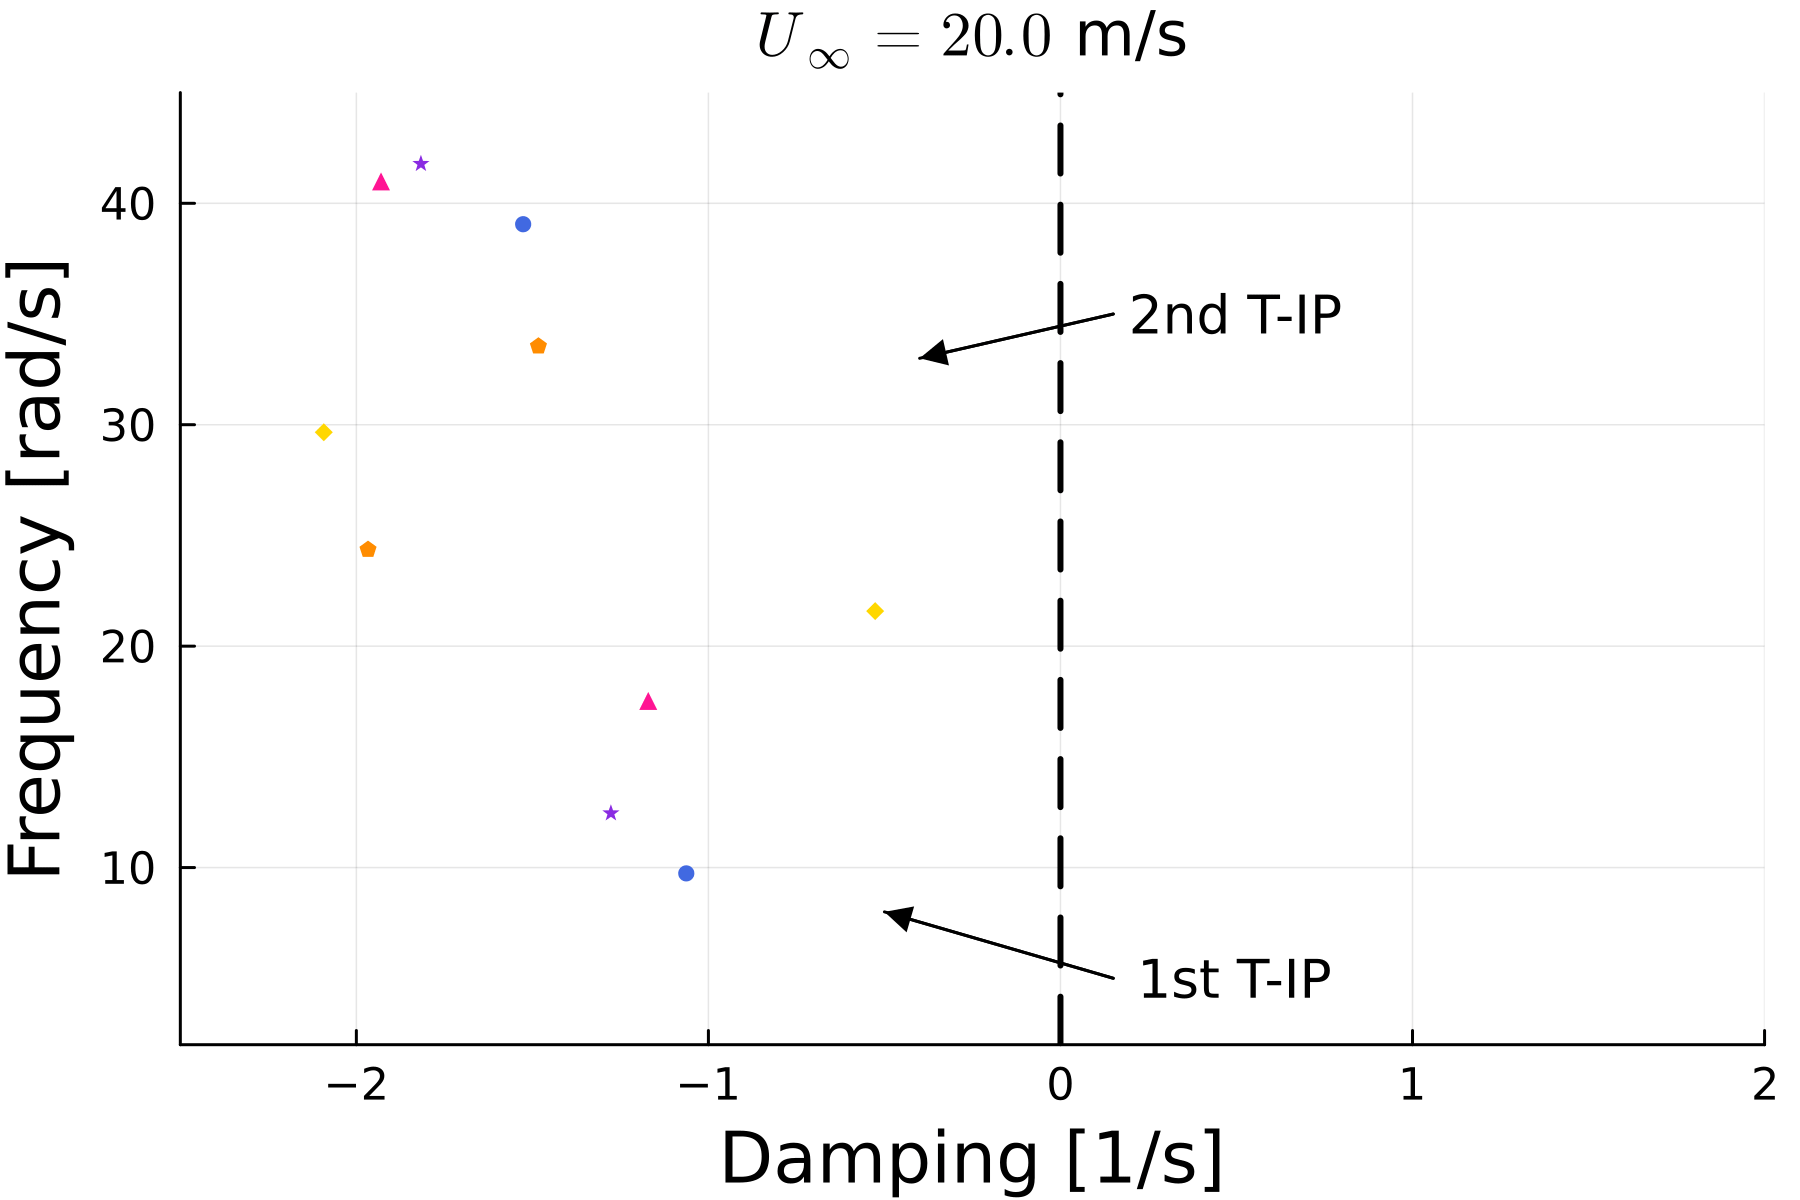 U∞ = 20.0 m/s
Frequency [rad/s]
40
30
20
10
2nd T-IP
1st T-IP
−2 −1 0 1 2
Damping [1/s]